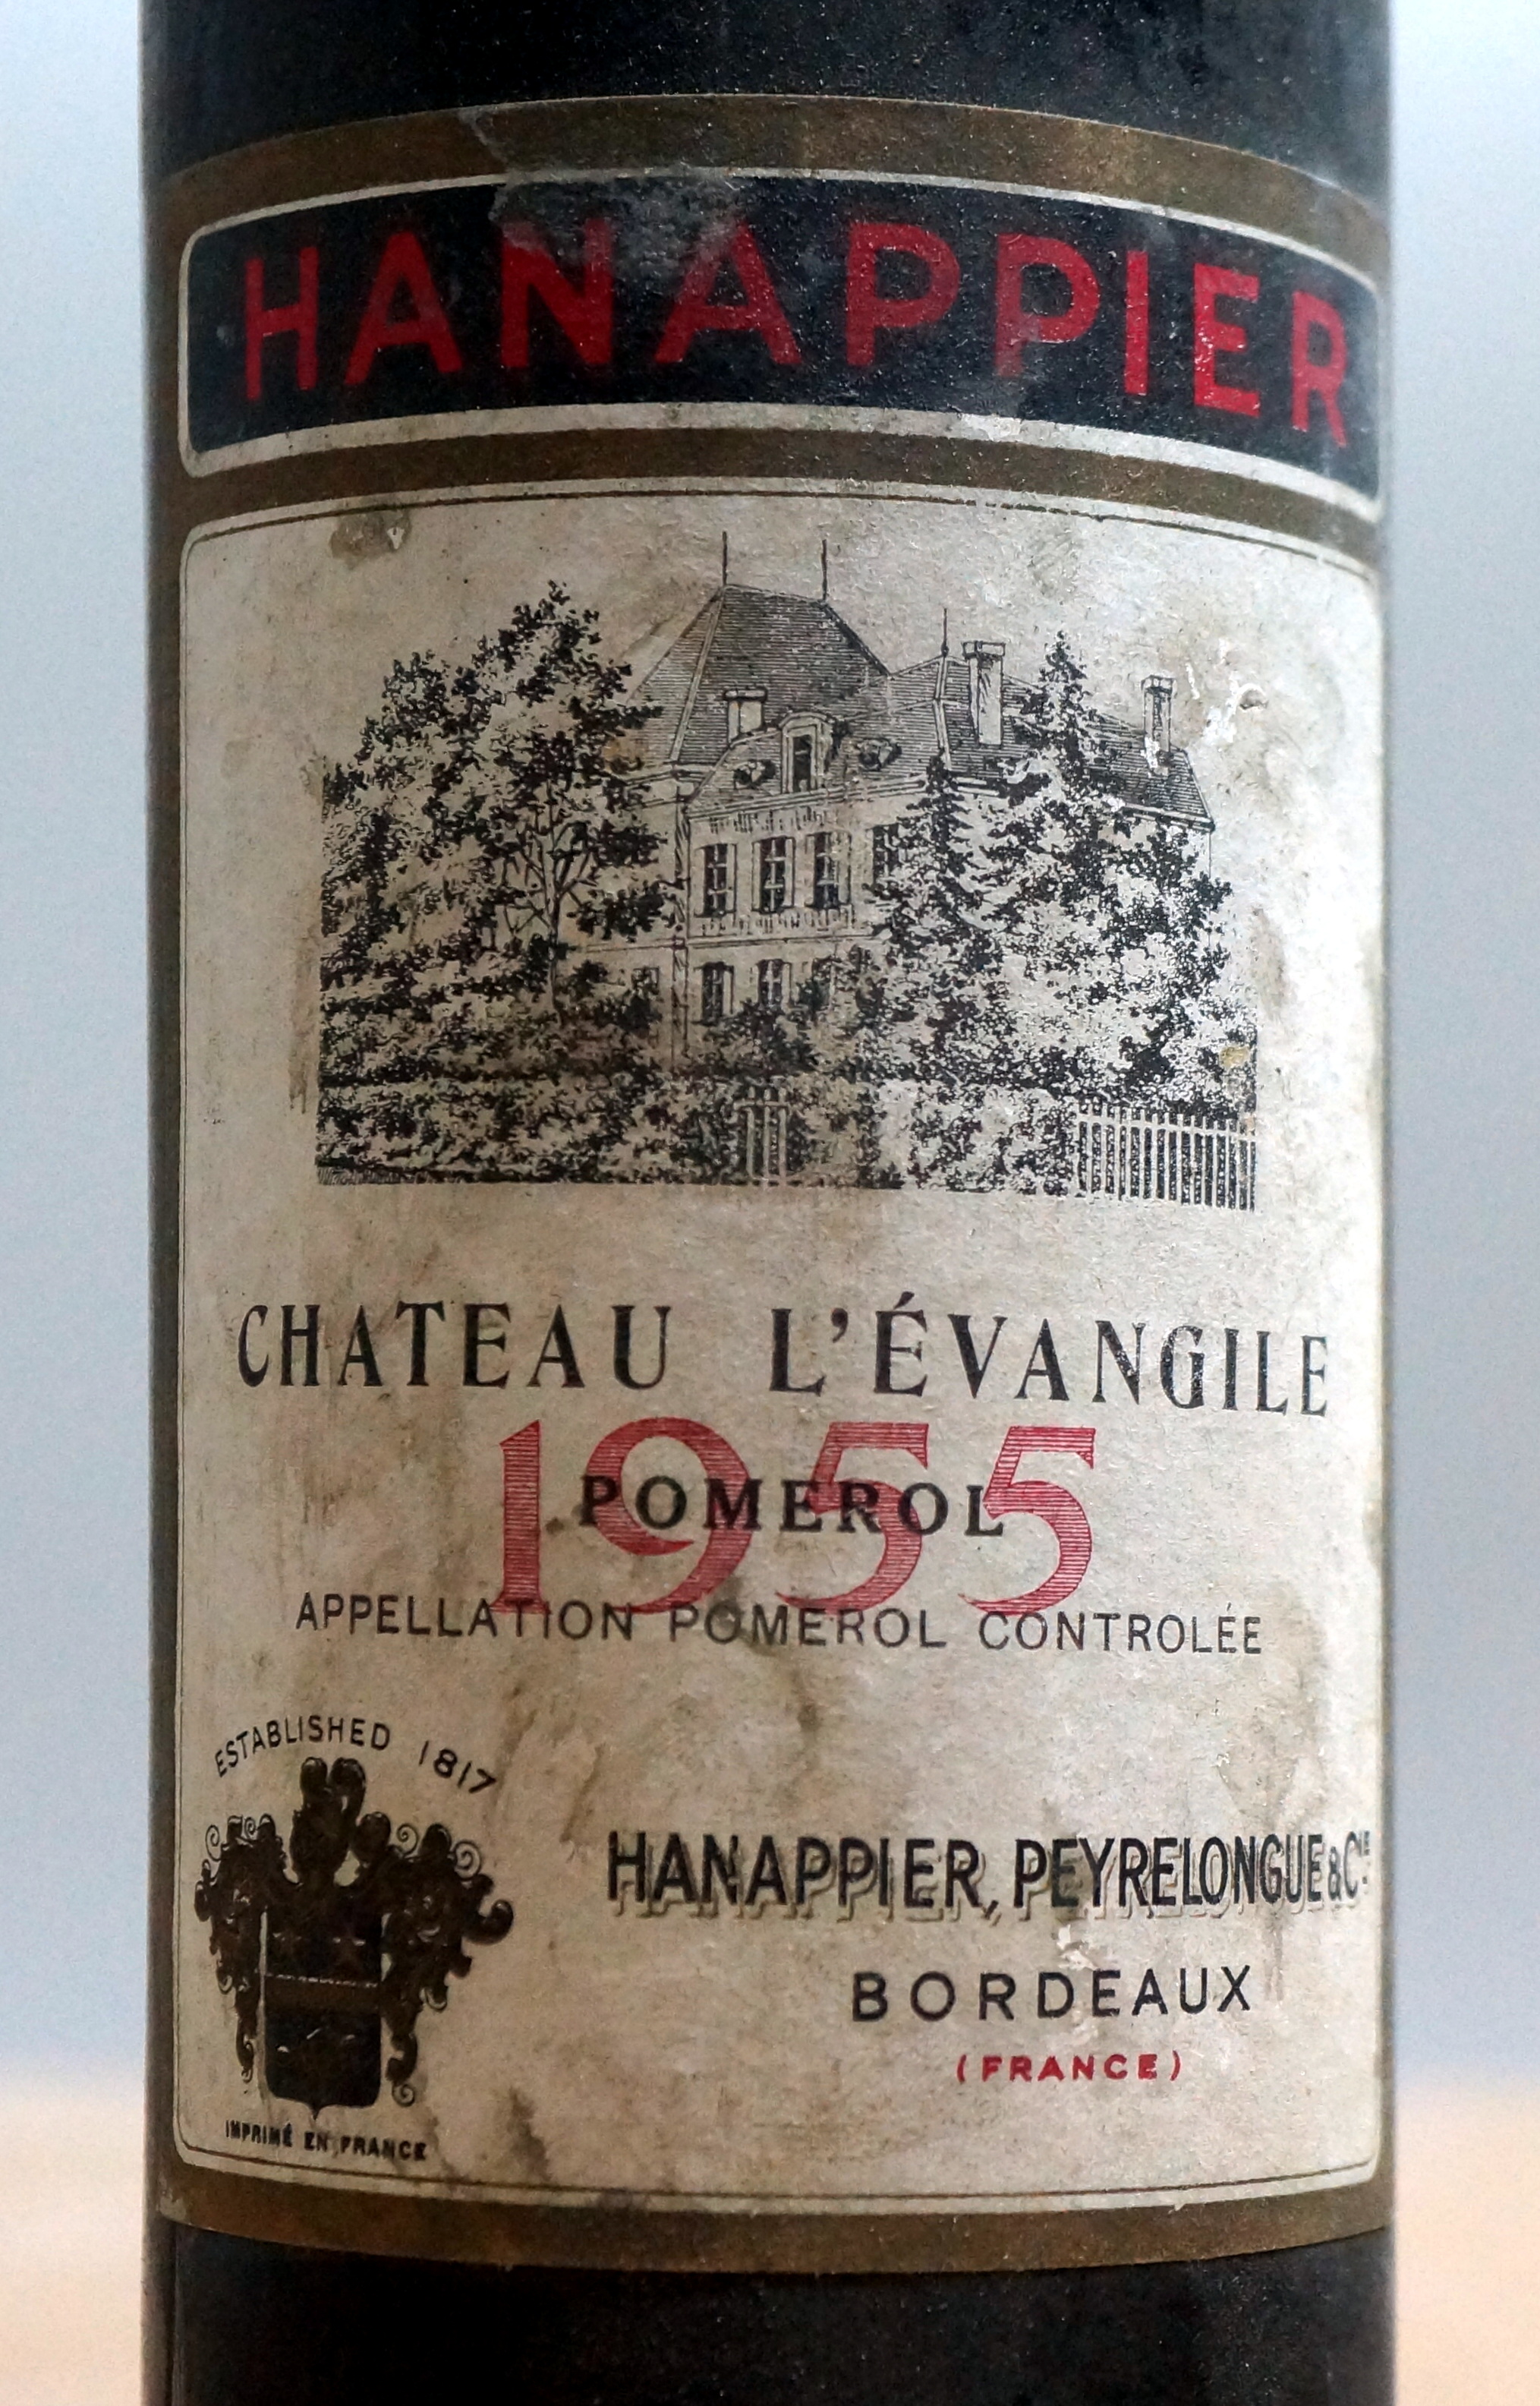 HANAPPIER
CHATEAU L'ÉVANGILE
1955
POMEROL
APPELLATION POMEROL CONTROLÉE
ESTABLISHED 1817
HANAPPIER, PEYRELONGUE & CIE
BORDEAUX
(FRANCE)
IMPRIMÉ EN FRANCE